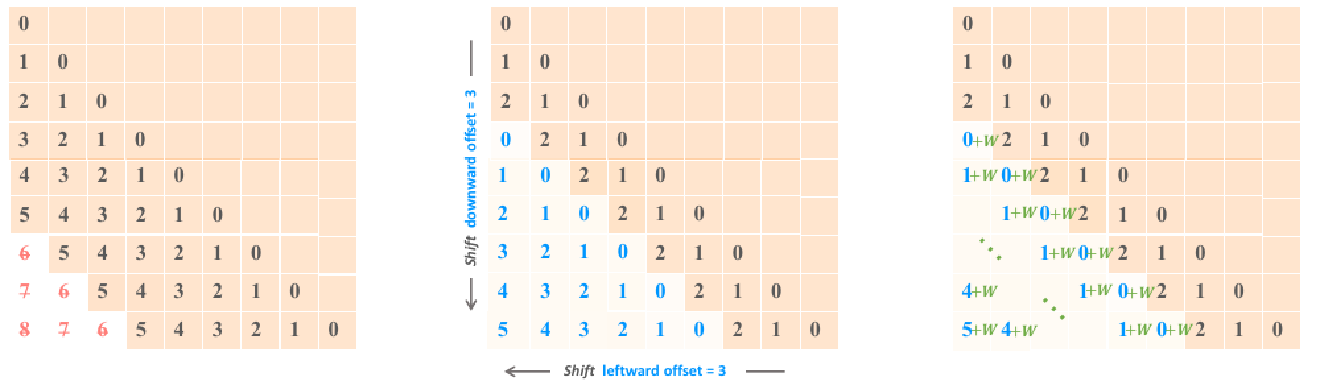 0
1 0
2 1 0
3 2 1 0
4 3 2 1 0
5 4 3 2 1 0
6 5 4 3 2 1 0
7 6 5 4 3 2 1 0
8 7 6 5 4 3 2 1 0
Shift downward offset = 3
0
1 0
2 1 0
0 2 1 0
1 0 2 1 0
2 1 0 2 1 0
3 2 1 0 2 1 0
4 3 2 1 0 2 1 0
5 4 3 2 1 0 2 1 0
Shift leftward offset = 3
0
1 0
2 1 0
0+W 2 1 0
1+W 0+W 2 1 0
1+W 0+W 2 1 0
1+W 0+W 2 1 0
4+W 1+W 0+W 2 1 0
5+W 4+W 1+W 0+W 2 1 0